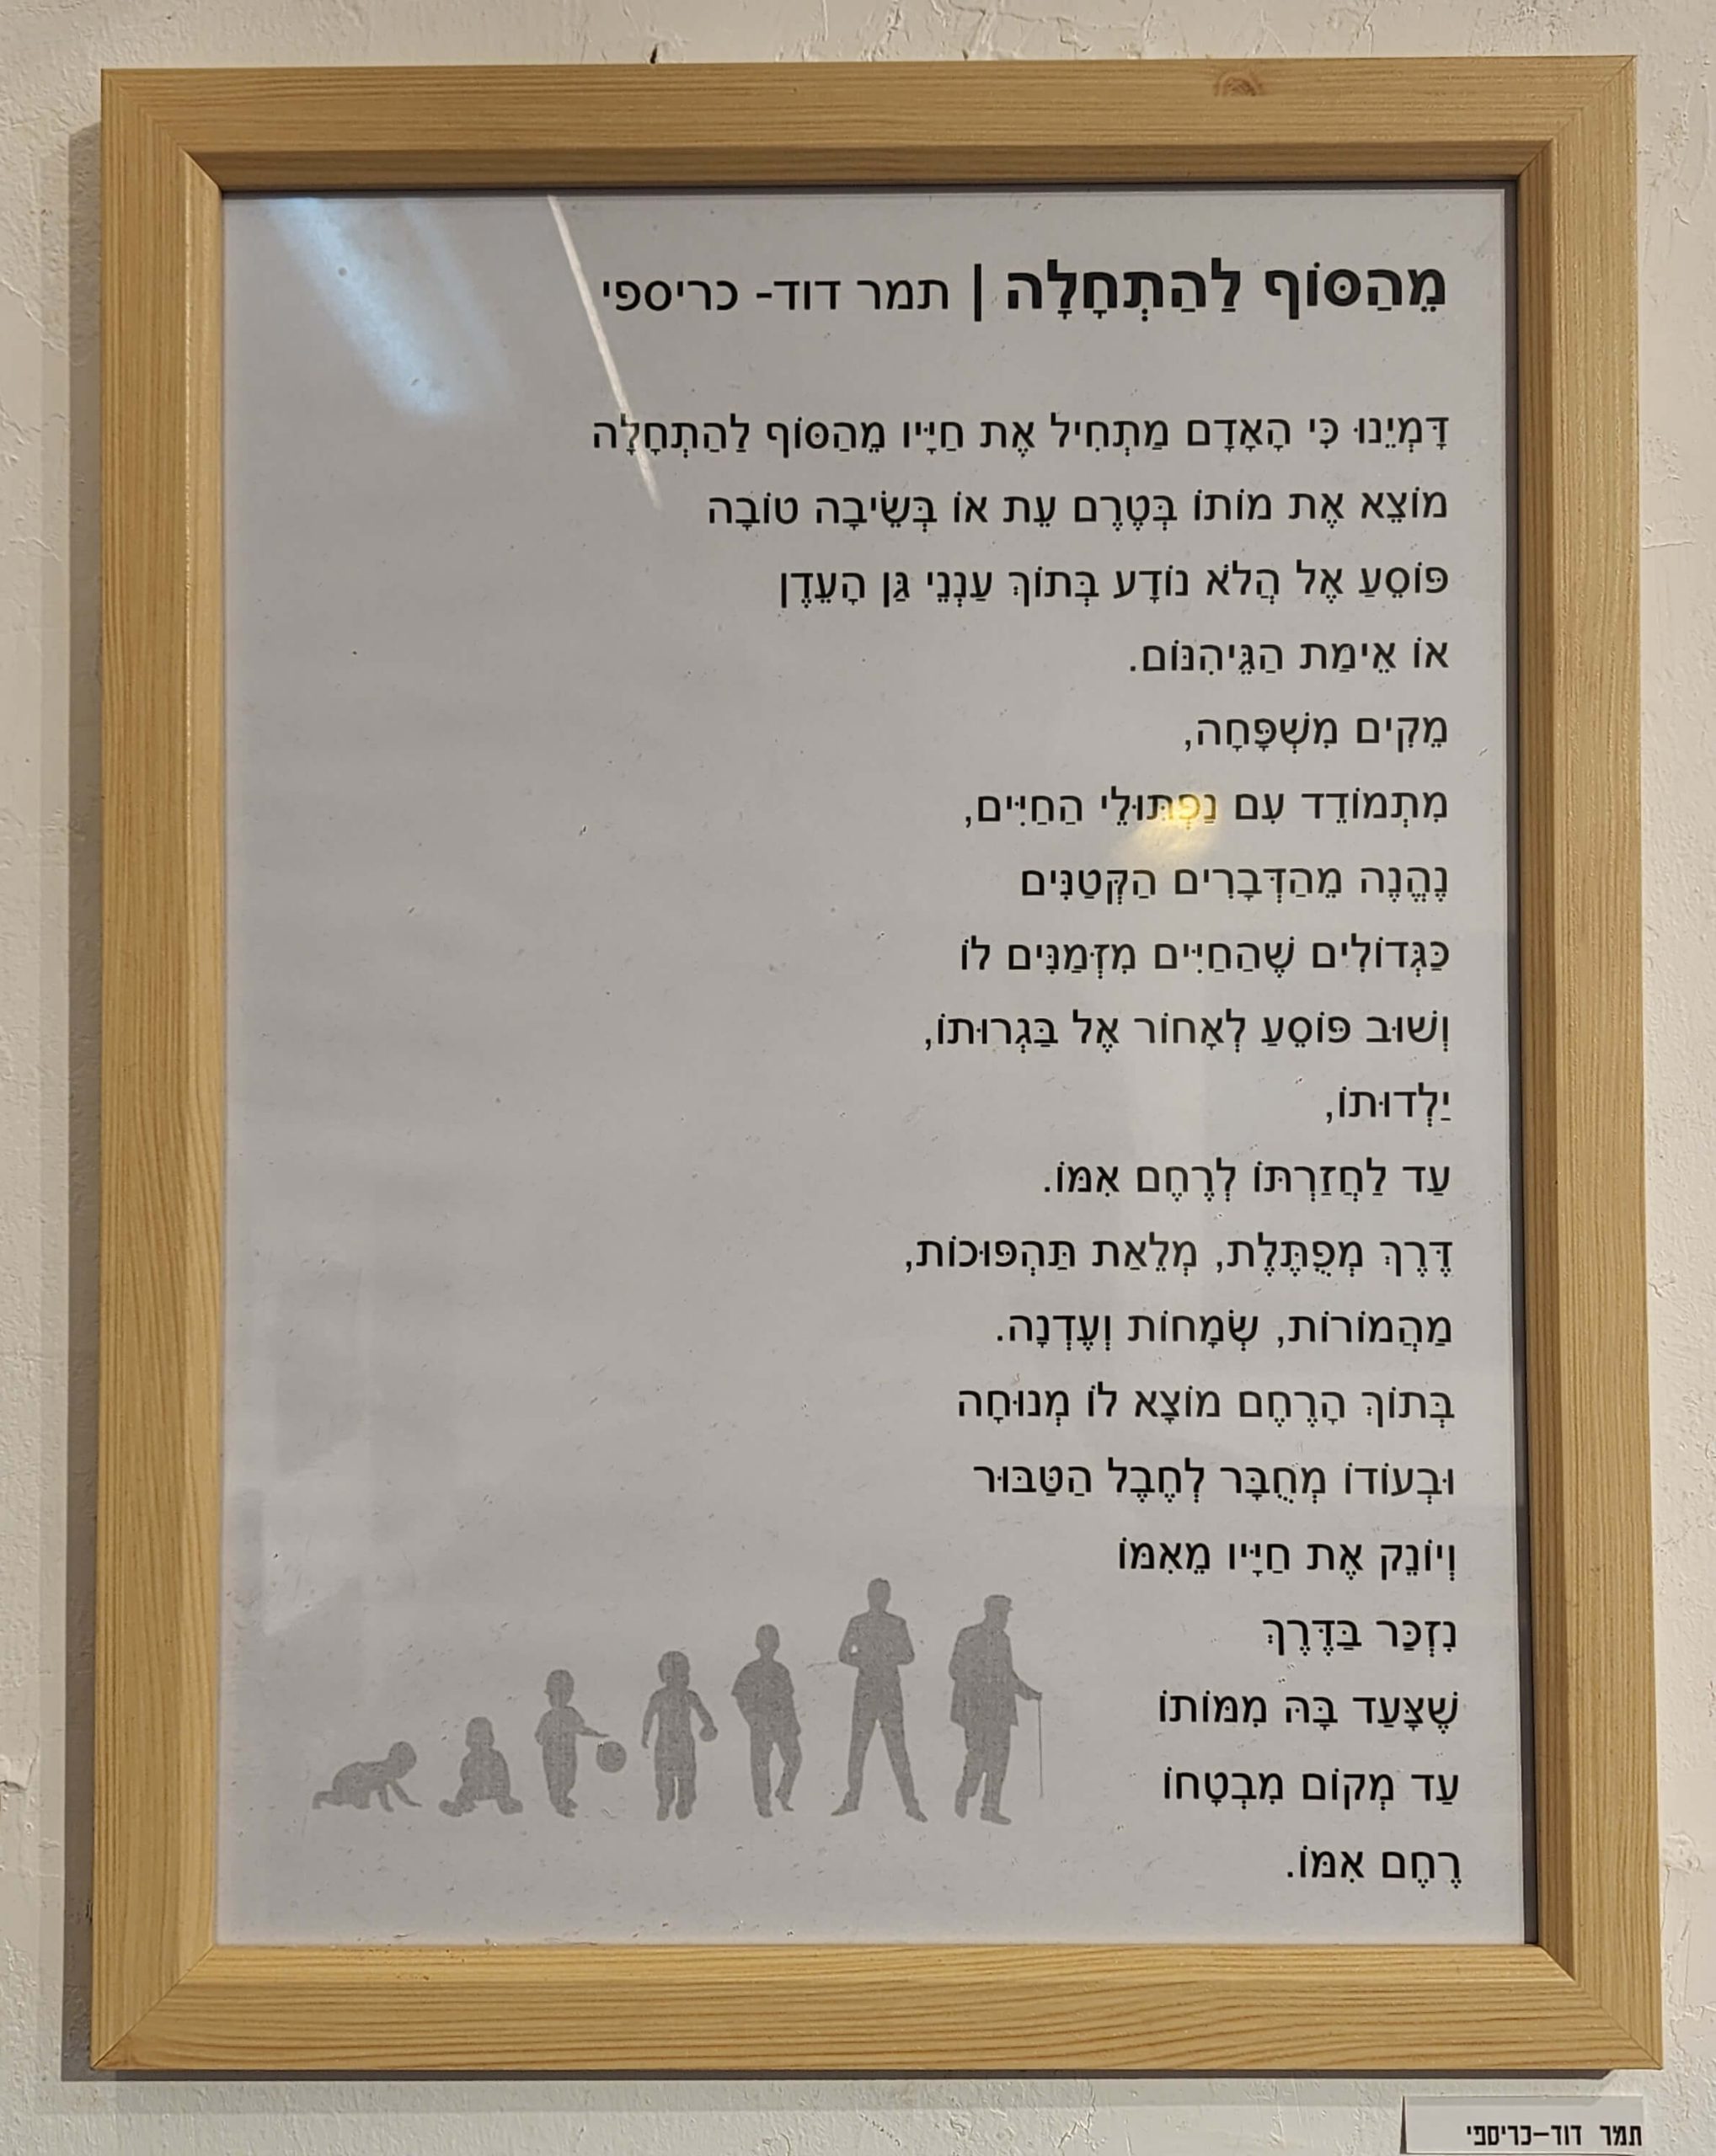 מֵהַסּוֹף לַהַתְחָלָה | תמר דוד- כריספי
דָּמְיֵנוּ כִּי הָאָדָם מַתְחִיל אֶת חַיָּיו מֵהַסּוֹף לַהַתְחָלָה
מוֹצֵא אֶת מוֹתוֹ בְּטֶרֶם עֵת אוֹ בְּשֵׂיבָה טוֹבָה
פּוֹסֵעַ אֶל הֲלֹא נוֹדָע בְּתוֹךְ עַנְנֵי גַּן הָעֵדֶן
אוֹ אֵימַת הַגֵּיהִנּוֹם.
מֵקִים מִשְׁפָּחָה,
מִתְמוֹדֵד עִם נַפְתּוּלֵי הַחַיִּים,
נֶהֱנֶה מֵהַדְּבָרִים הַקְּטַנִּים
כַּגְּדוֹלִים שֶׁהַחַיִּים מִזְּמַנִּים לוֹ
וְשׁוּב פּוֹסֵעַ לְאָחוֹר אֶל בַּגְרוּתוֹ,
יַלְדוּתוֹ,
עַד לַחֲזַרְתּוֹ לְרֶחֶם אִמּוֹ.
דֶּרֶךְ מְפֻתֶּלֶת, מְלֵאַת תַּהְפּוּכוֹת,
מַהֲמוֹרוֹת, שְׂמָחוֹת וְעֶדְנָה.
בְּתוֹךְ הָרֶחֶם מוֹצָא לוֹ מְנוּחָה
וּבְעוֹדוֹ מְחֻבָּר לְחֶבֶל הַטַּבּוּר
וְיוֹנֵק אֶת חַיָּיו מֵאִמּוֹ
נִזְכַּר בַּדֶּרֶךְ
שֶׁצָּעַד בָּהּ מִמּוֹתוֹ
עַד מְקוֹם מִבְטָחוֹ
רֶחֶם אִמּוֹ.
תמר דוד-כריספי